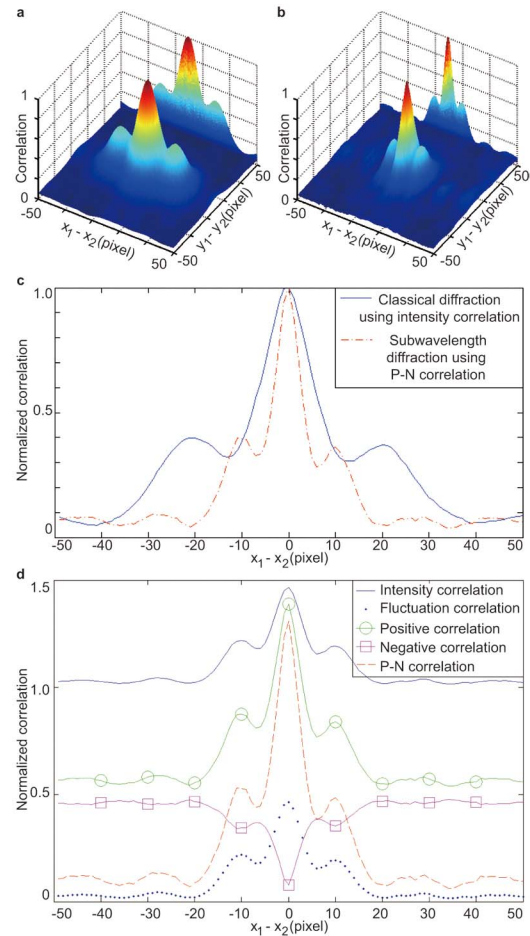 a
Correlation
1
0
-50
x1 - x2(pixel)
50
-50
y1 - y2(pixel)
50
b
Correlation
1
0
-50
x1 - x2(pixel)
50
-50
y1 - y2(pixel)
50
c
Normalized correlation
1.0
0.5
0
Classical diffraction
using intensity correlation
Subwavelength
diffraction using
P-N correlation
-50 -40 -30 -20 -10 0 10 20 30 40 50
x1 - x2(pixel)
d
Normalized correlation
1.5
1.0
0.5
0
Intensity correlation
Fluctuation correlation
Positive correlation
Negative correlation
P-N correlation
-50 -40 -30 -20 -10 0 10 20 30 40 50
x1 - x2(pixel)